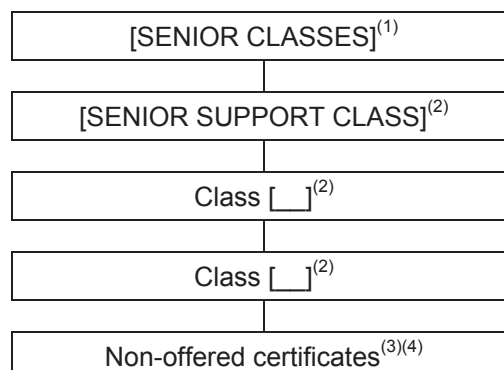 [SENIOR CLASSES](1)
[SENIOR SUPPORT CLASS](2)
Class [__](2)
Class [__](2)
Non-offered certificates(3)(4)